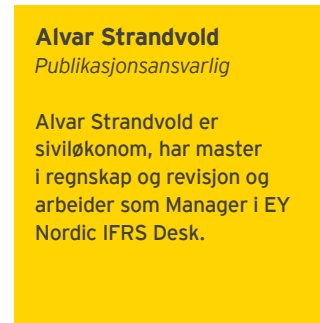 Alvar Strandvold
Publikasjonsansvarlig
Alvar Strandvold er
siviløkonom, har master
i regnskap og revisjon og
arbeider som Manager i EY
Nordic IFRS Desk.